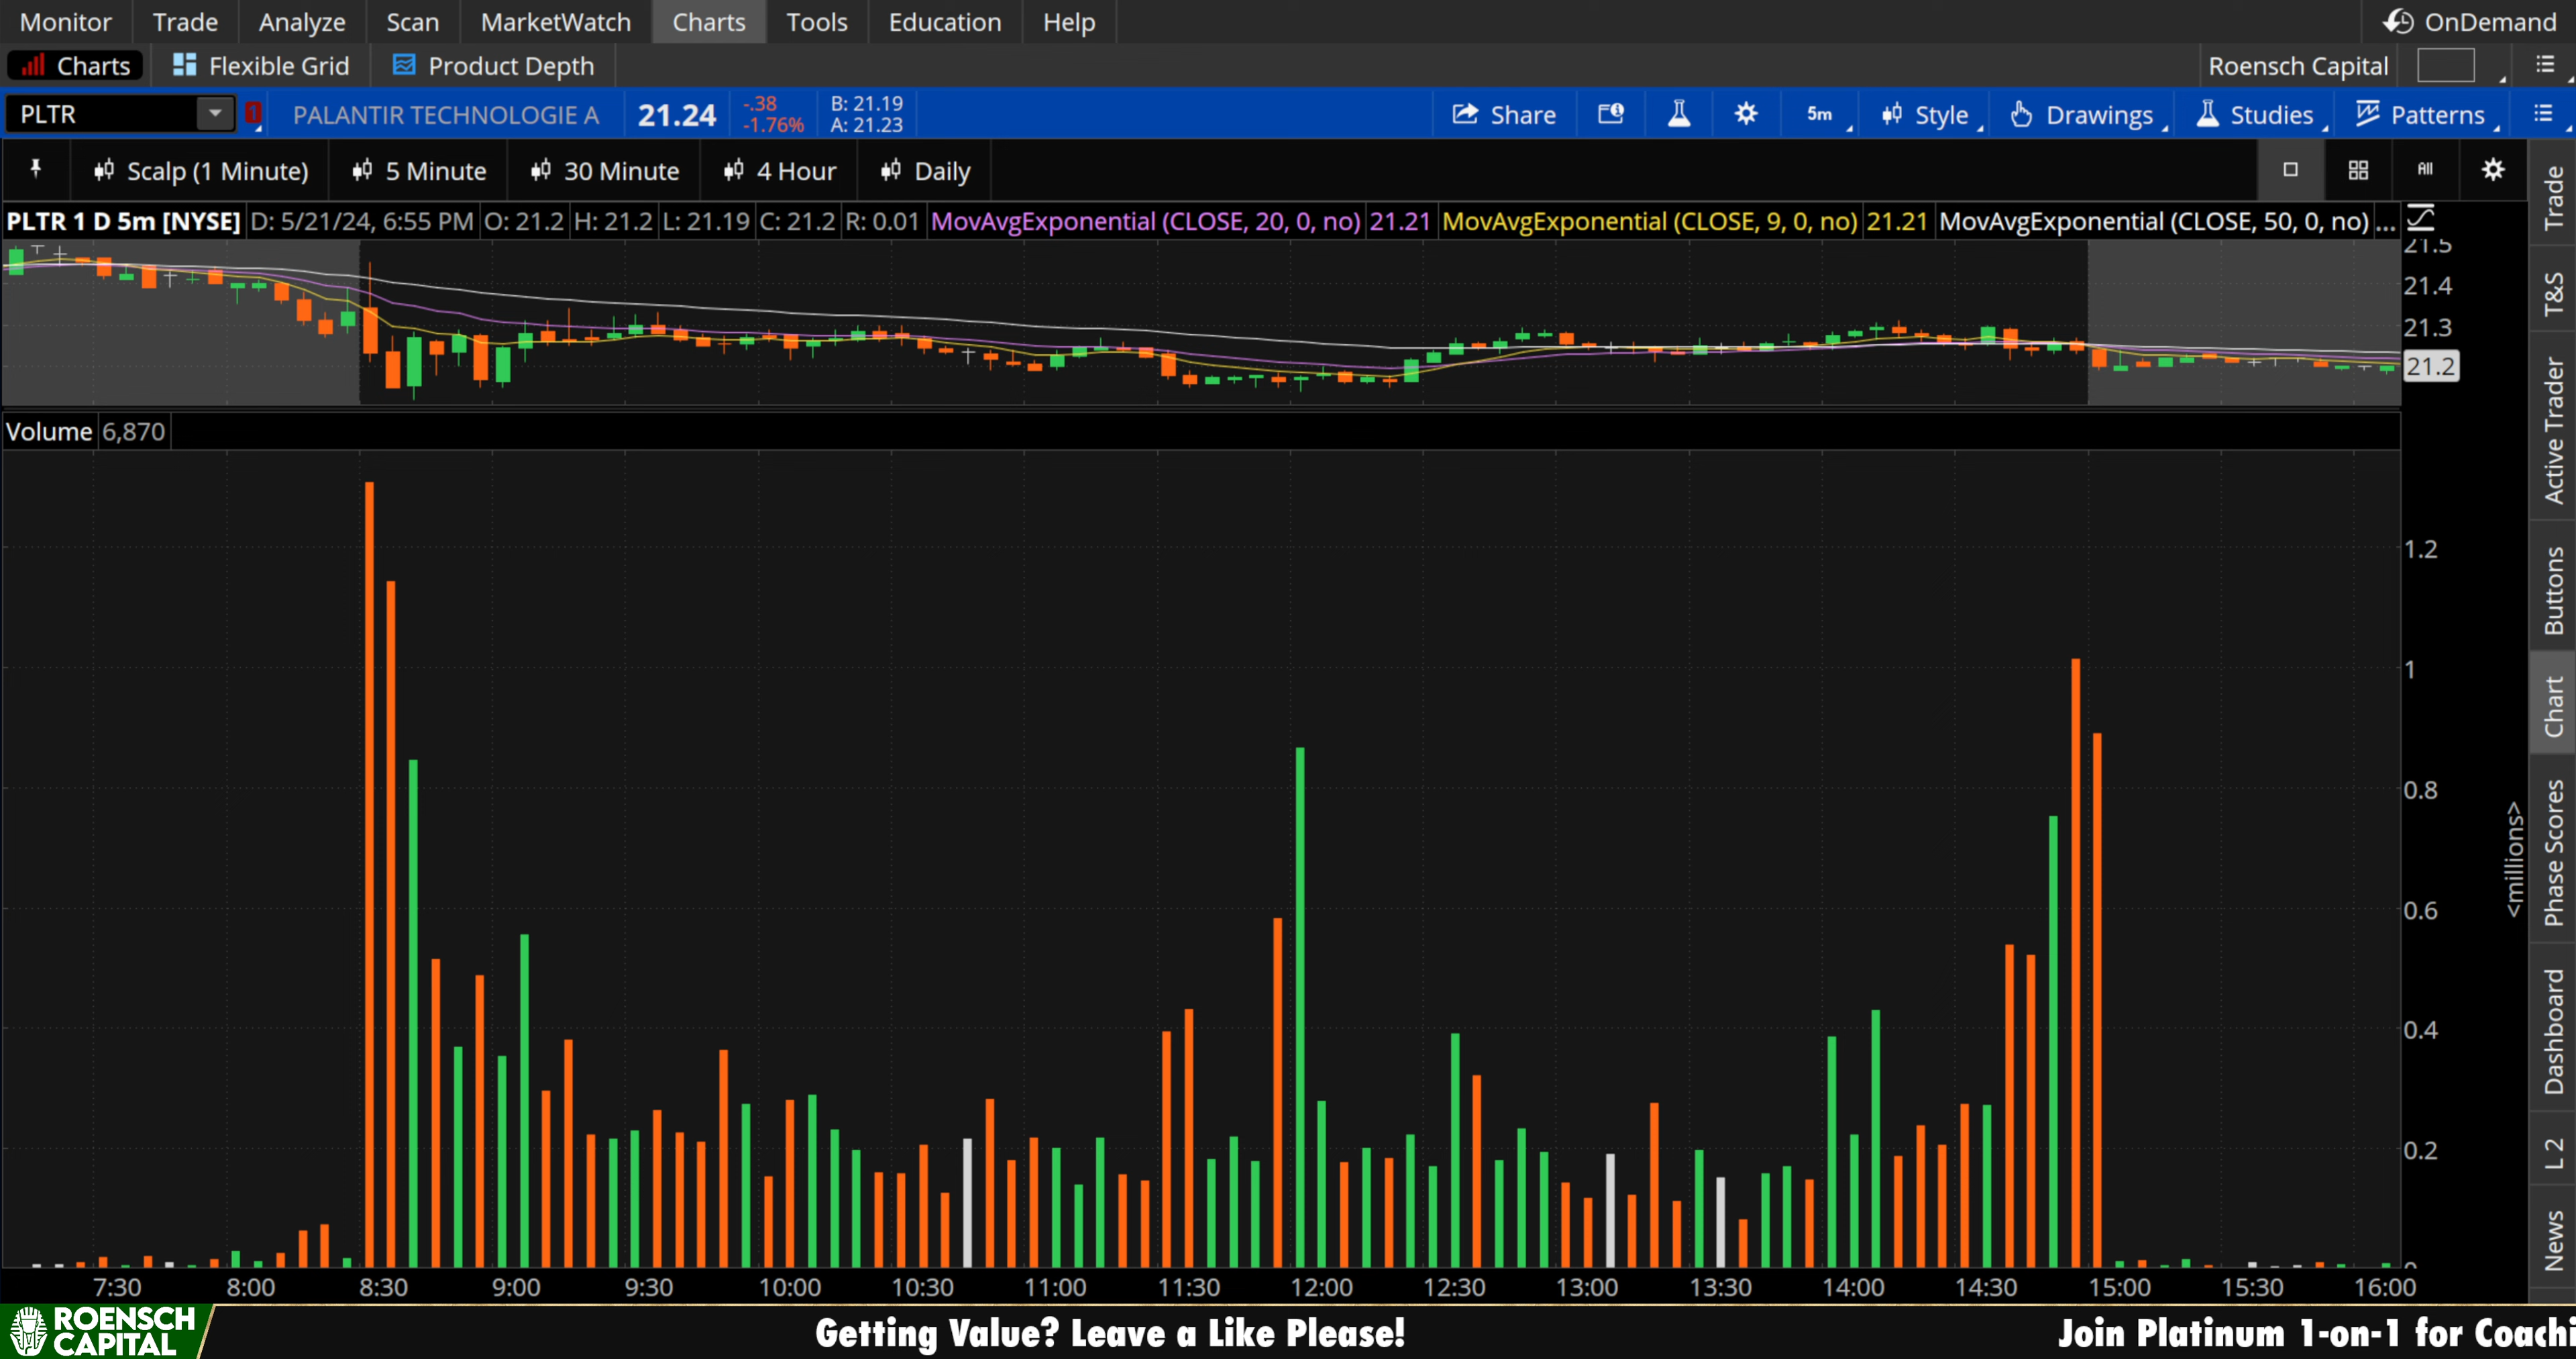 Monitor Trade Analyze Scan MarketWatch Charts Tools Education Help OnDemand
Charts Flexible Grid Product Depth Roensch Capital
PLTR 1 PALANTIR TECHNOLOGIE A 21.24 -.38 -1.76% B: 21.19 A: 21.23 Share 5m Style Drawings Studies Patterns
Scalp (1 Minute) 5 Minute 30 Minute 4 Hour Daily All
PLTR 1 D 5m [NYSE] D: 5/21/24, 6:55 PM O: 21.2 H: 21.2 L: 21.19 C: 21.2 R: 0.01 MovAvgExponential (CLOSE, 20, 0, no) 21.21 MovAvgExponential (CLOSE, 9, 0, no) 21.21 MovAvgExponential (CLOSE, 50, 0, no) ...
21.5
21.4
21.3
21.2
Volume 6,870
1.2
1
0.8
0.6
0.4
0.2
0
<millions>
7:30 8:00 8:30 9:00 9:30 10:00 10:30 11:00 11:30 12:00 12:30 13:00 13:30 14:00 14:30 15:00 15:30 16:00
Trade
T&S
Active Trader
Buttons
Chart
Phase Scores
Dashboard
L 2
News
ROENSCH
CAPITAL
Getting Value? Leave a Like Please! Join Platinum 1-on-1 for Coachi